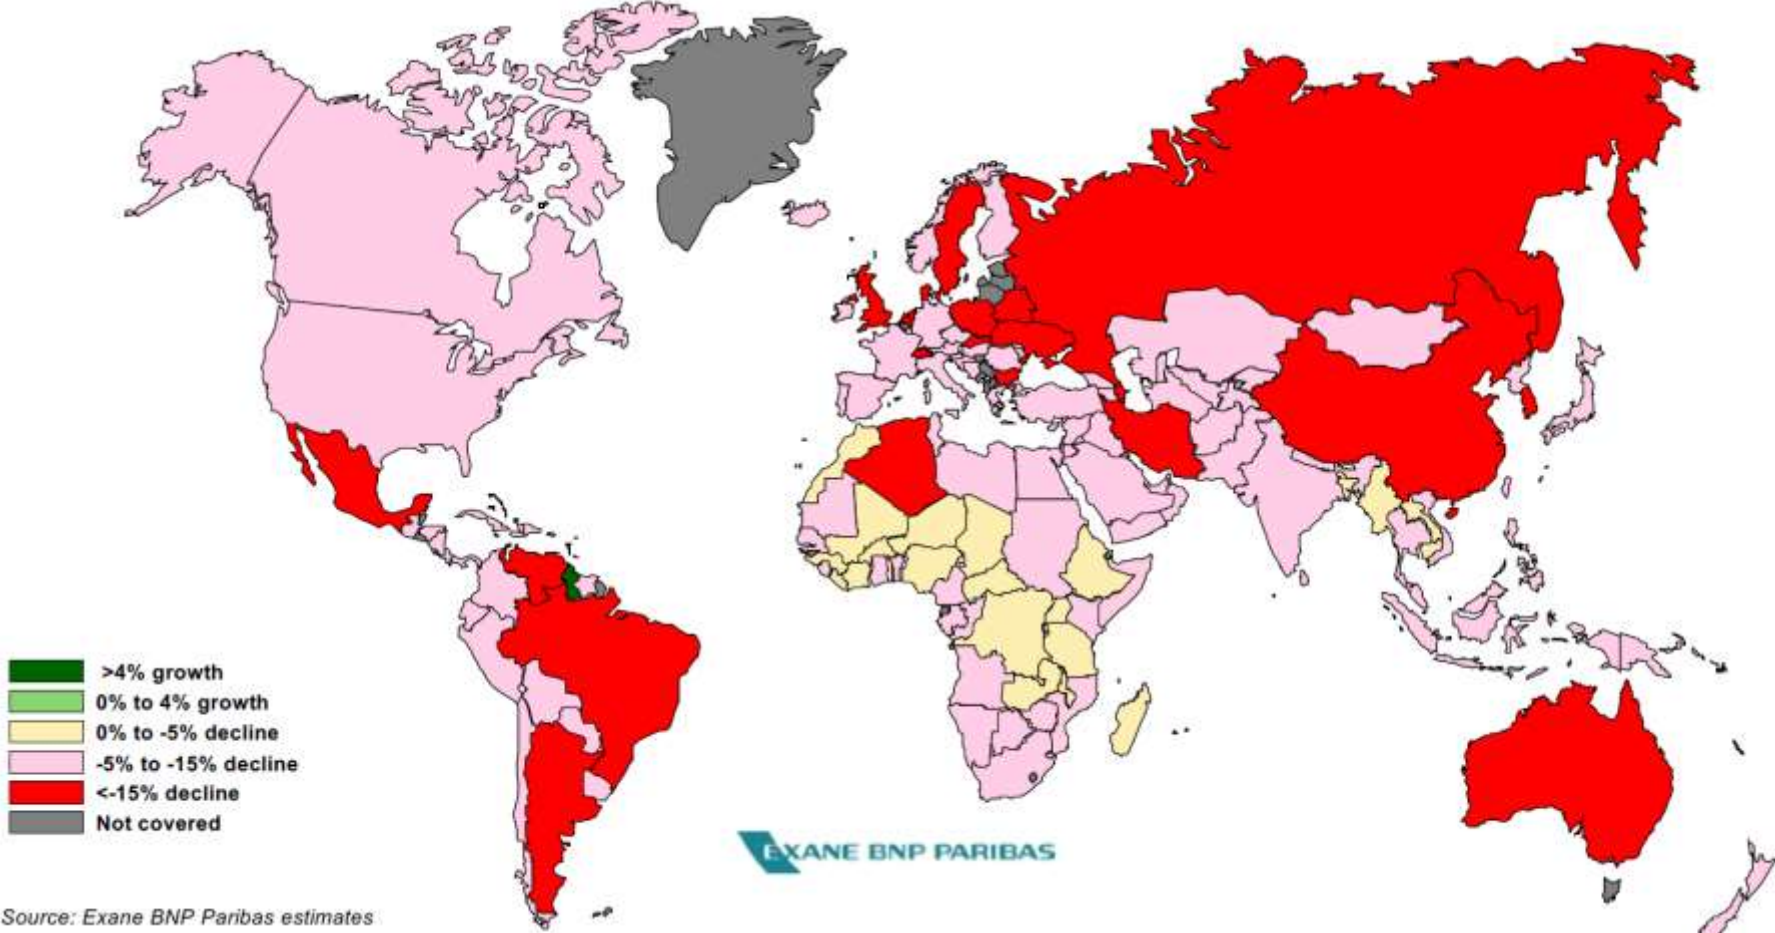 >4% growth
0% to 4% growth
0% to -5% decline
-5% to -15% decline
<-15% decline
Not covered
EXANE BNP PARIBAS
Source: Exane BNP Paribas estimates